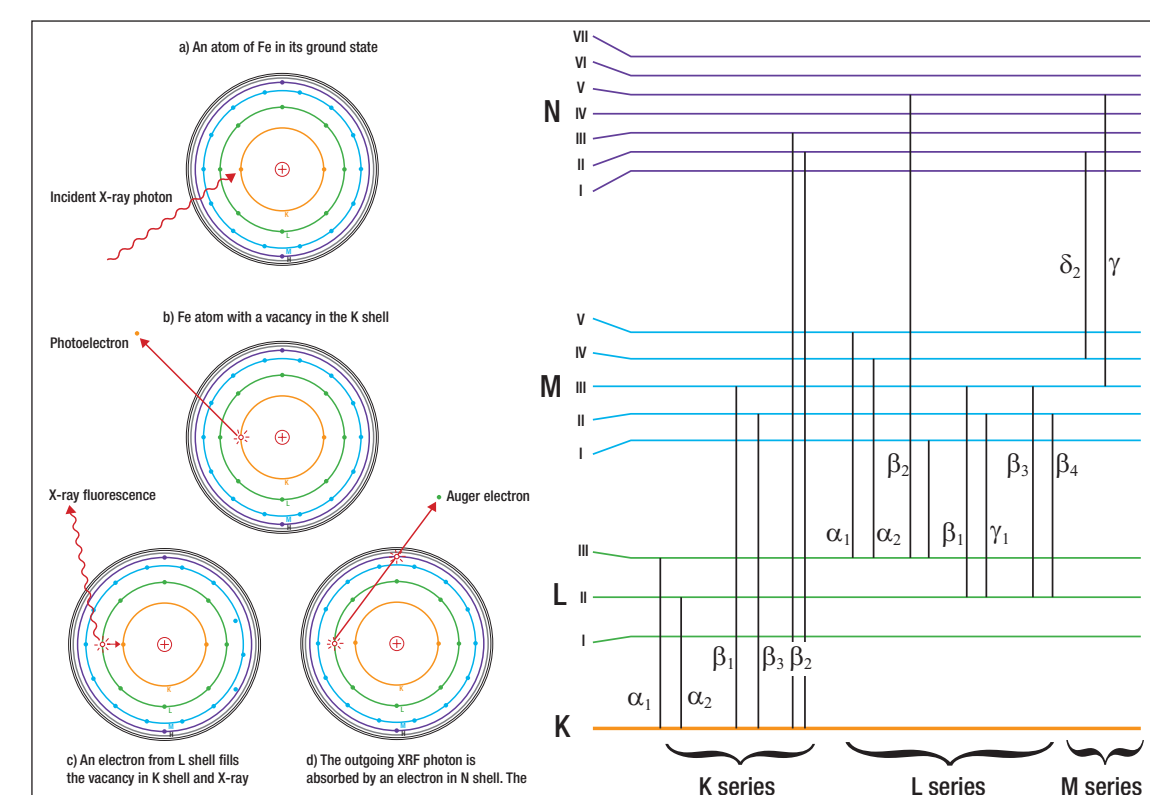 a) An atom of Fe in its ground state
Incident X-ray photon
K
L
M
N
b) Fe atom with a vacancy in the K shell
Photoelectron
K
L
M
N
X-ray fluorescence
Auger electron
K
L
M
N
K
L
M
N
c) An electron from L shell fills
the vacancy in K shell and X-ray
d) The outgoing XRF photon is
absorbed by an electron in N shell. The
VII
VI
V
N
IV
III
II
I
δ2 γ
V
IV
M
III
II
I
β2 β3 β4
α1 α2 β1 γ1
III
L
II
I
β1 β3 β2
α1 α2
K
K series
L series
M series